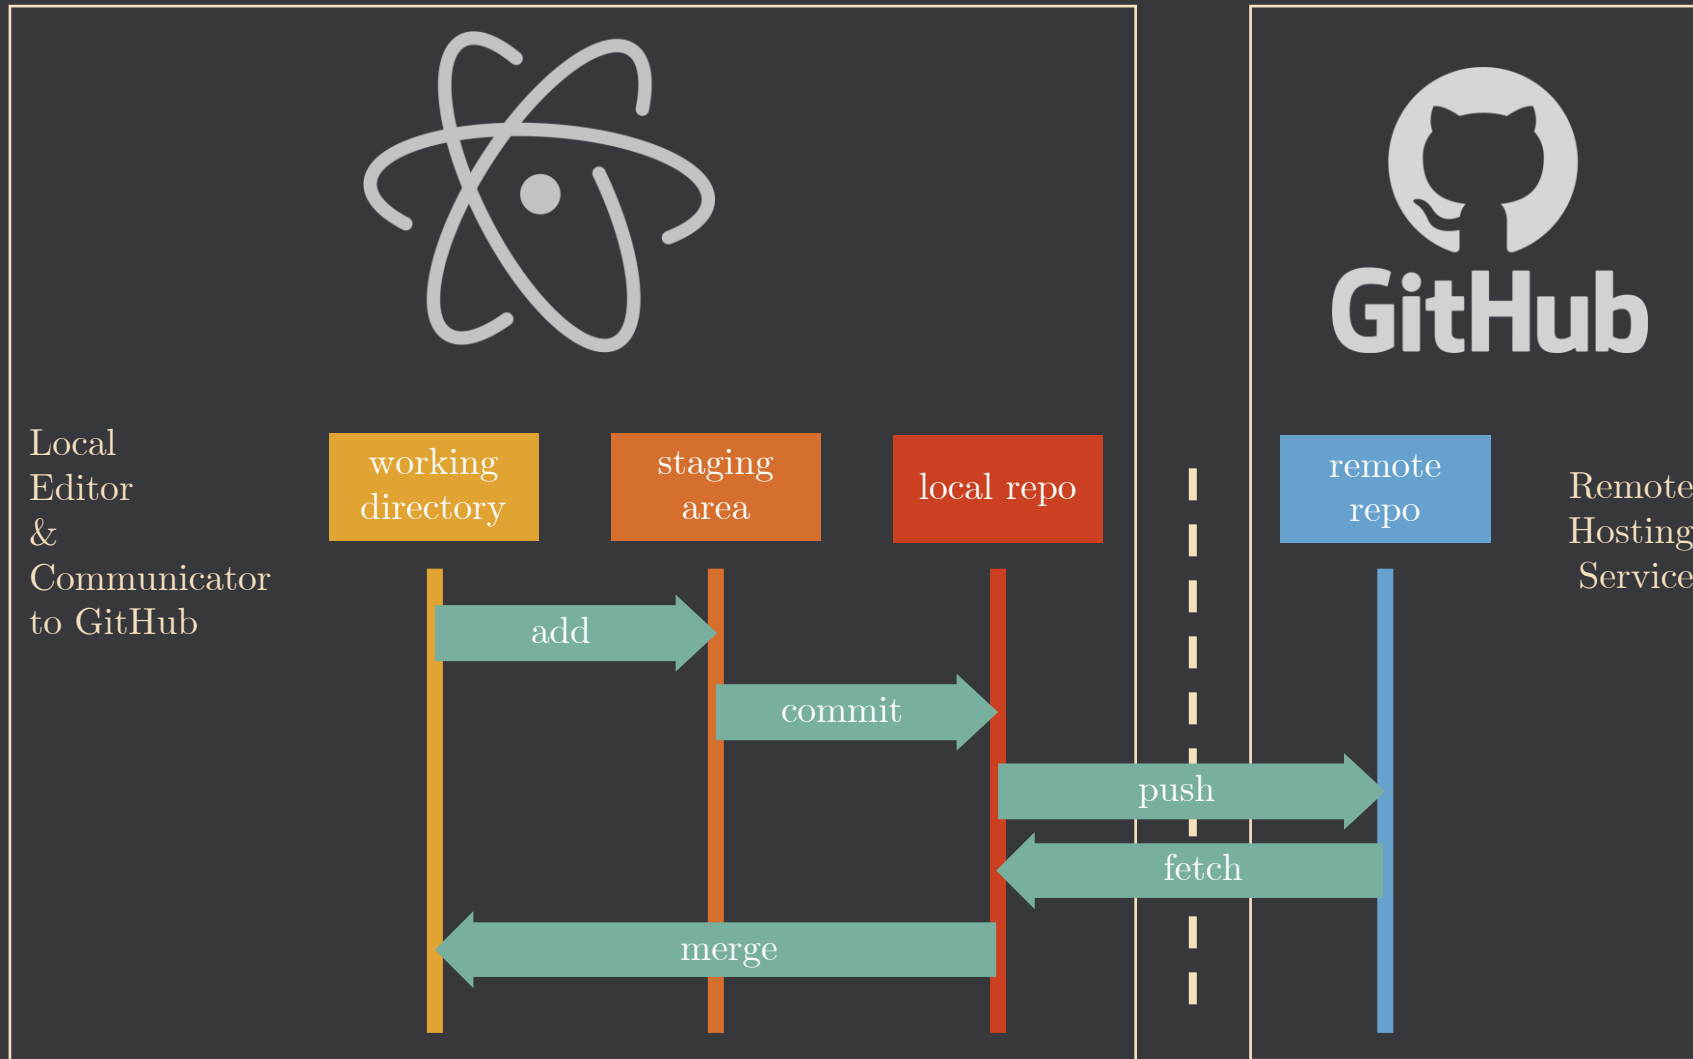 GitHub
Local
Editor
&
Communicator
to GitHub
working
directory
staging
area
local repo
remote
repo
Remote
Hosting
Service
add
commit
push
fetch
merge